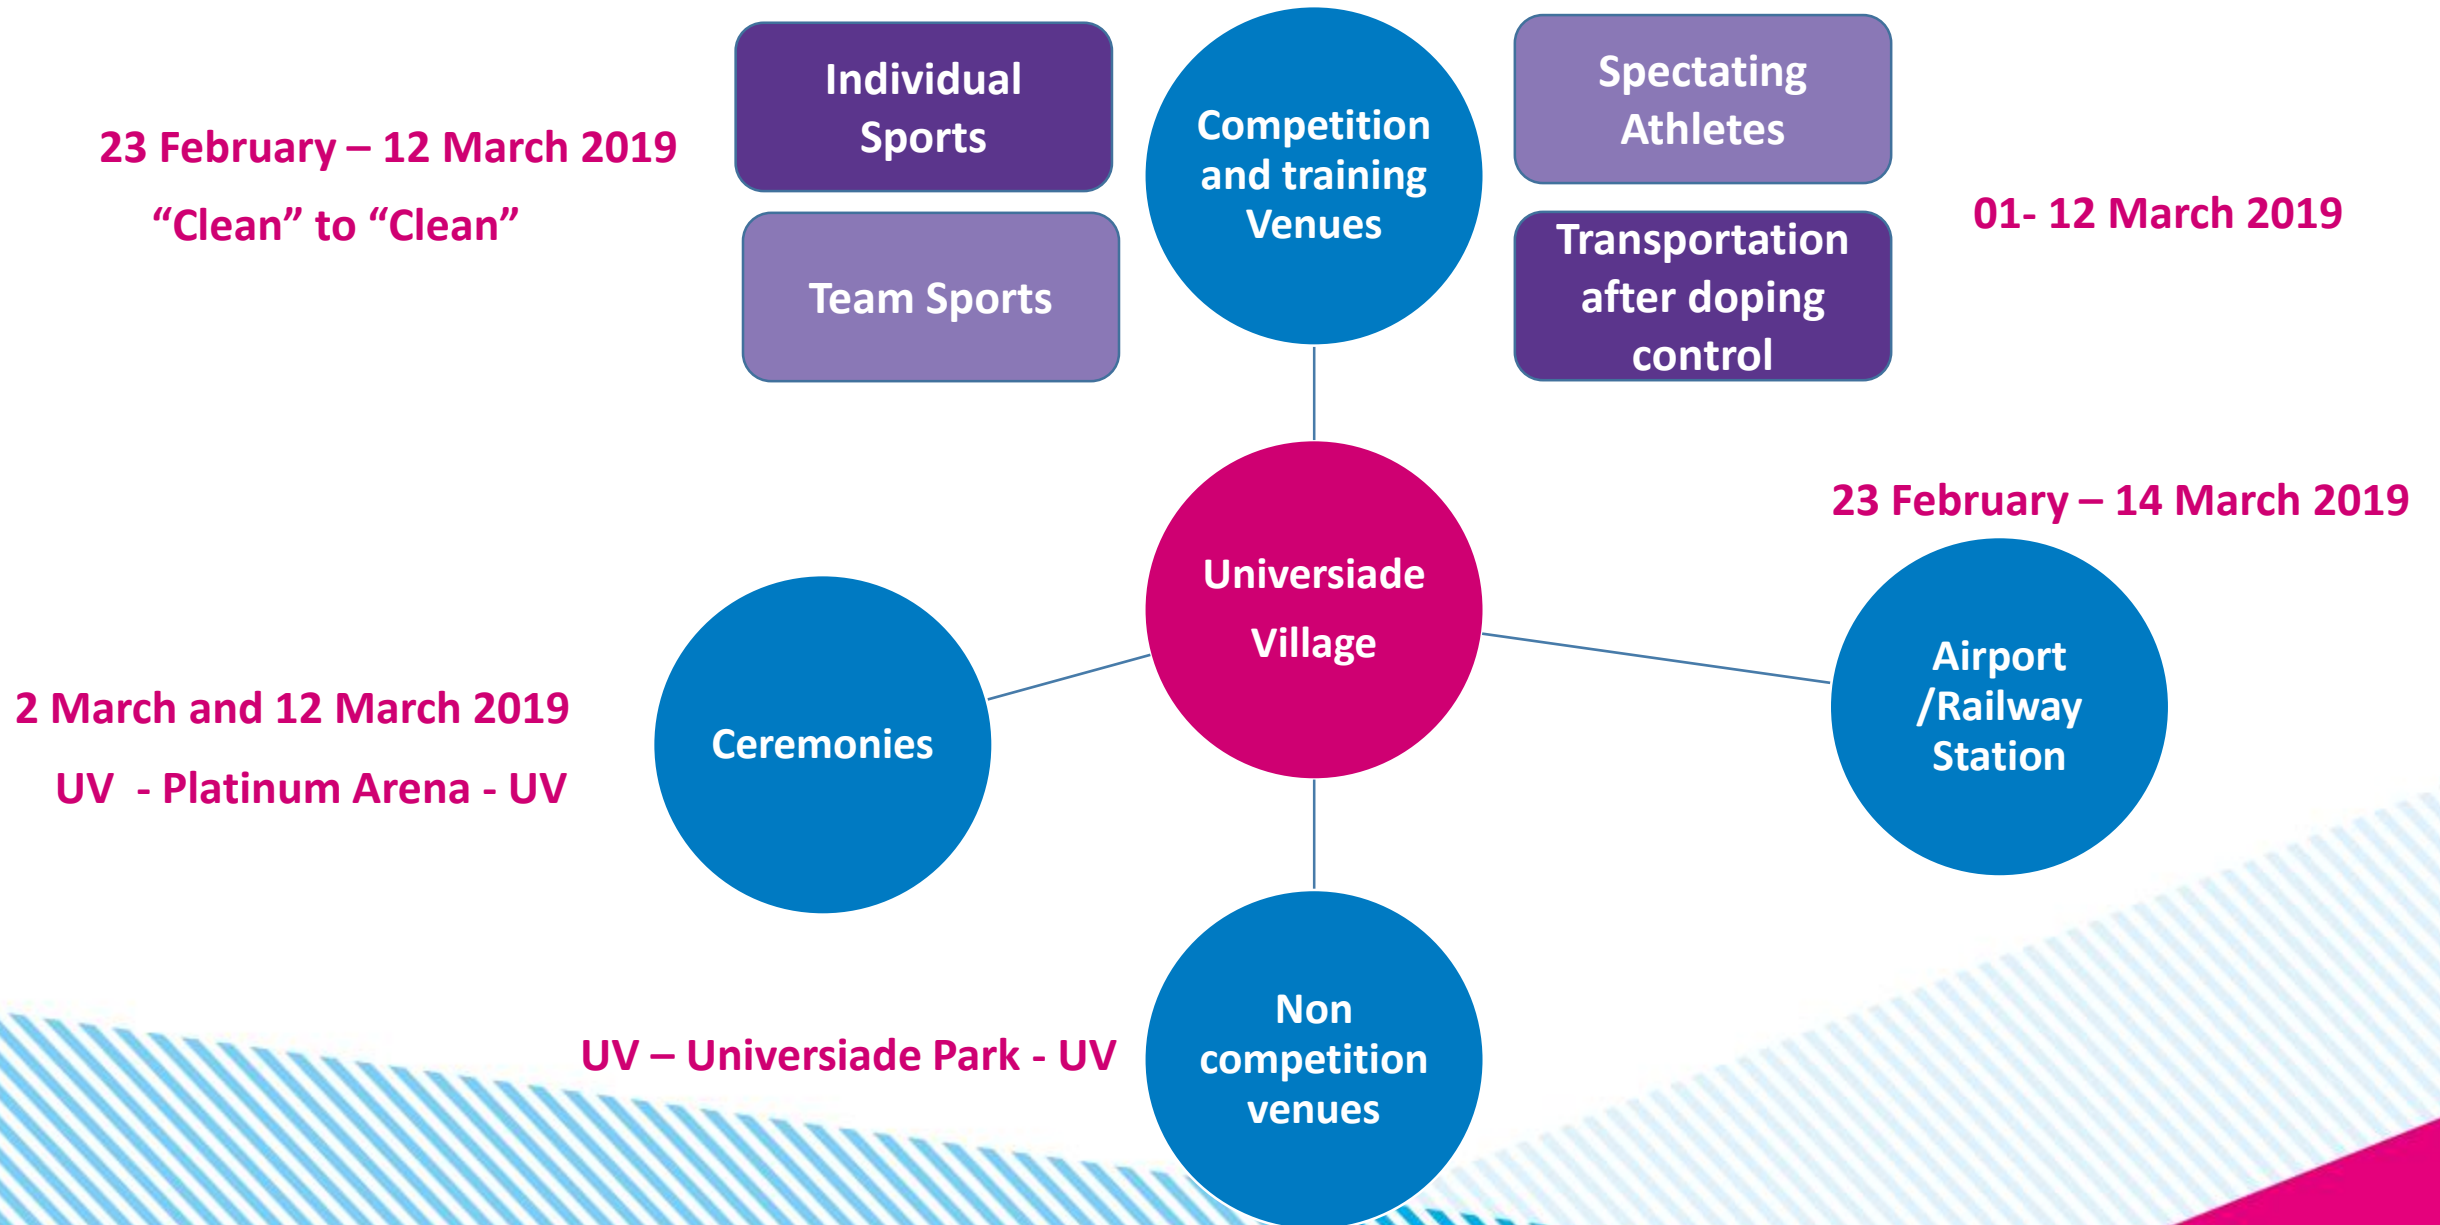 Individual
Sports
Competition
and training
Venues
Spectating
Athletes
23 February – 12 March 2019
“Clean” to “Clean”
Team Sports
Transportation
after doping
control
01- 12 March 2019
Universiade
Village
23 February – 14 March 2019
Airport
/Railway
Station
2 March and 12 March 2019
UV - Platinum Arena - UV
Ceremonies
UV – Universiade Park - UV
Non
competition
venues